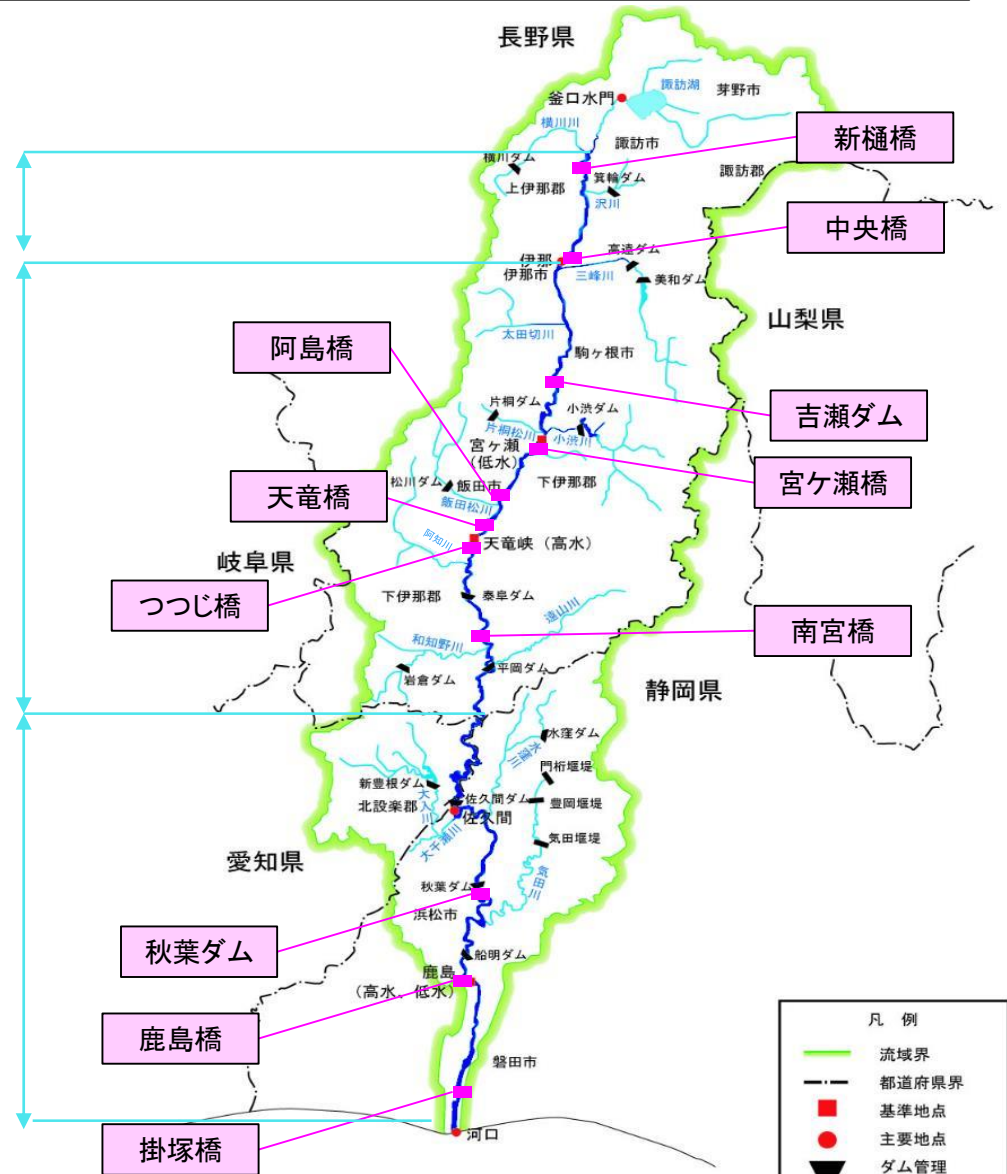 長野県
釜口水門
諏訪湖
茅野市
横川川
新樋橋
諏訪市
横川ダム
箕輪ダム
諏訪郡
上伊那郡
沢川
中央橋
高遠ダム
伊那
伊那市
三峰川
美和ダム
山梨県
太田切川
阿島橋
駒ヶ根市
吉瀬ダム
片桐ダム
小渋ダム
片桐松川
小渋川
宮ヶ瀬
(低水)
宮ケ瀬橋
松川ダム
飯田市
下伊那郡
天竜橋
飯田松川
阿知川
天竜峡(高水)
岐阜県
つつじ橋
下伊那郡
泰阜ダム
遠山川
南宮橋
和知野川
平岡ダム
岩倉ダム
静岡県
水窪ダム
水窪川
門桁堰堤
新豊根ダム
佐久間ダム
豊岡堰堤
大入川
北設楽郡
佐久間
大千瀬川
気田堰堤
愛知県
気田川
秋葉ダム
浜松市
秋葉ダム
船明ダム
鹿島
(高水、低水)
鹿島橋
凡 例
磐田市
流域界
都道府県界
基準地点
掛塚橋
河口
主要地点
ダム管理